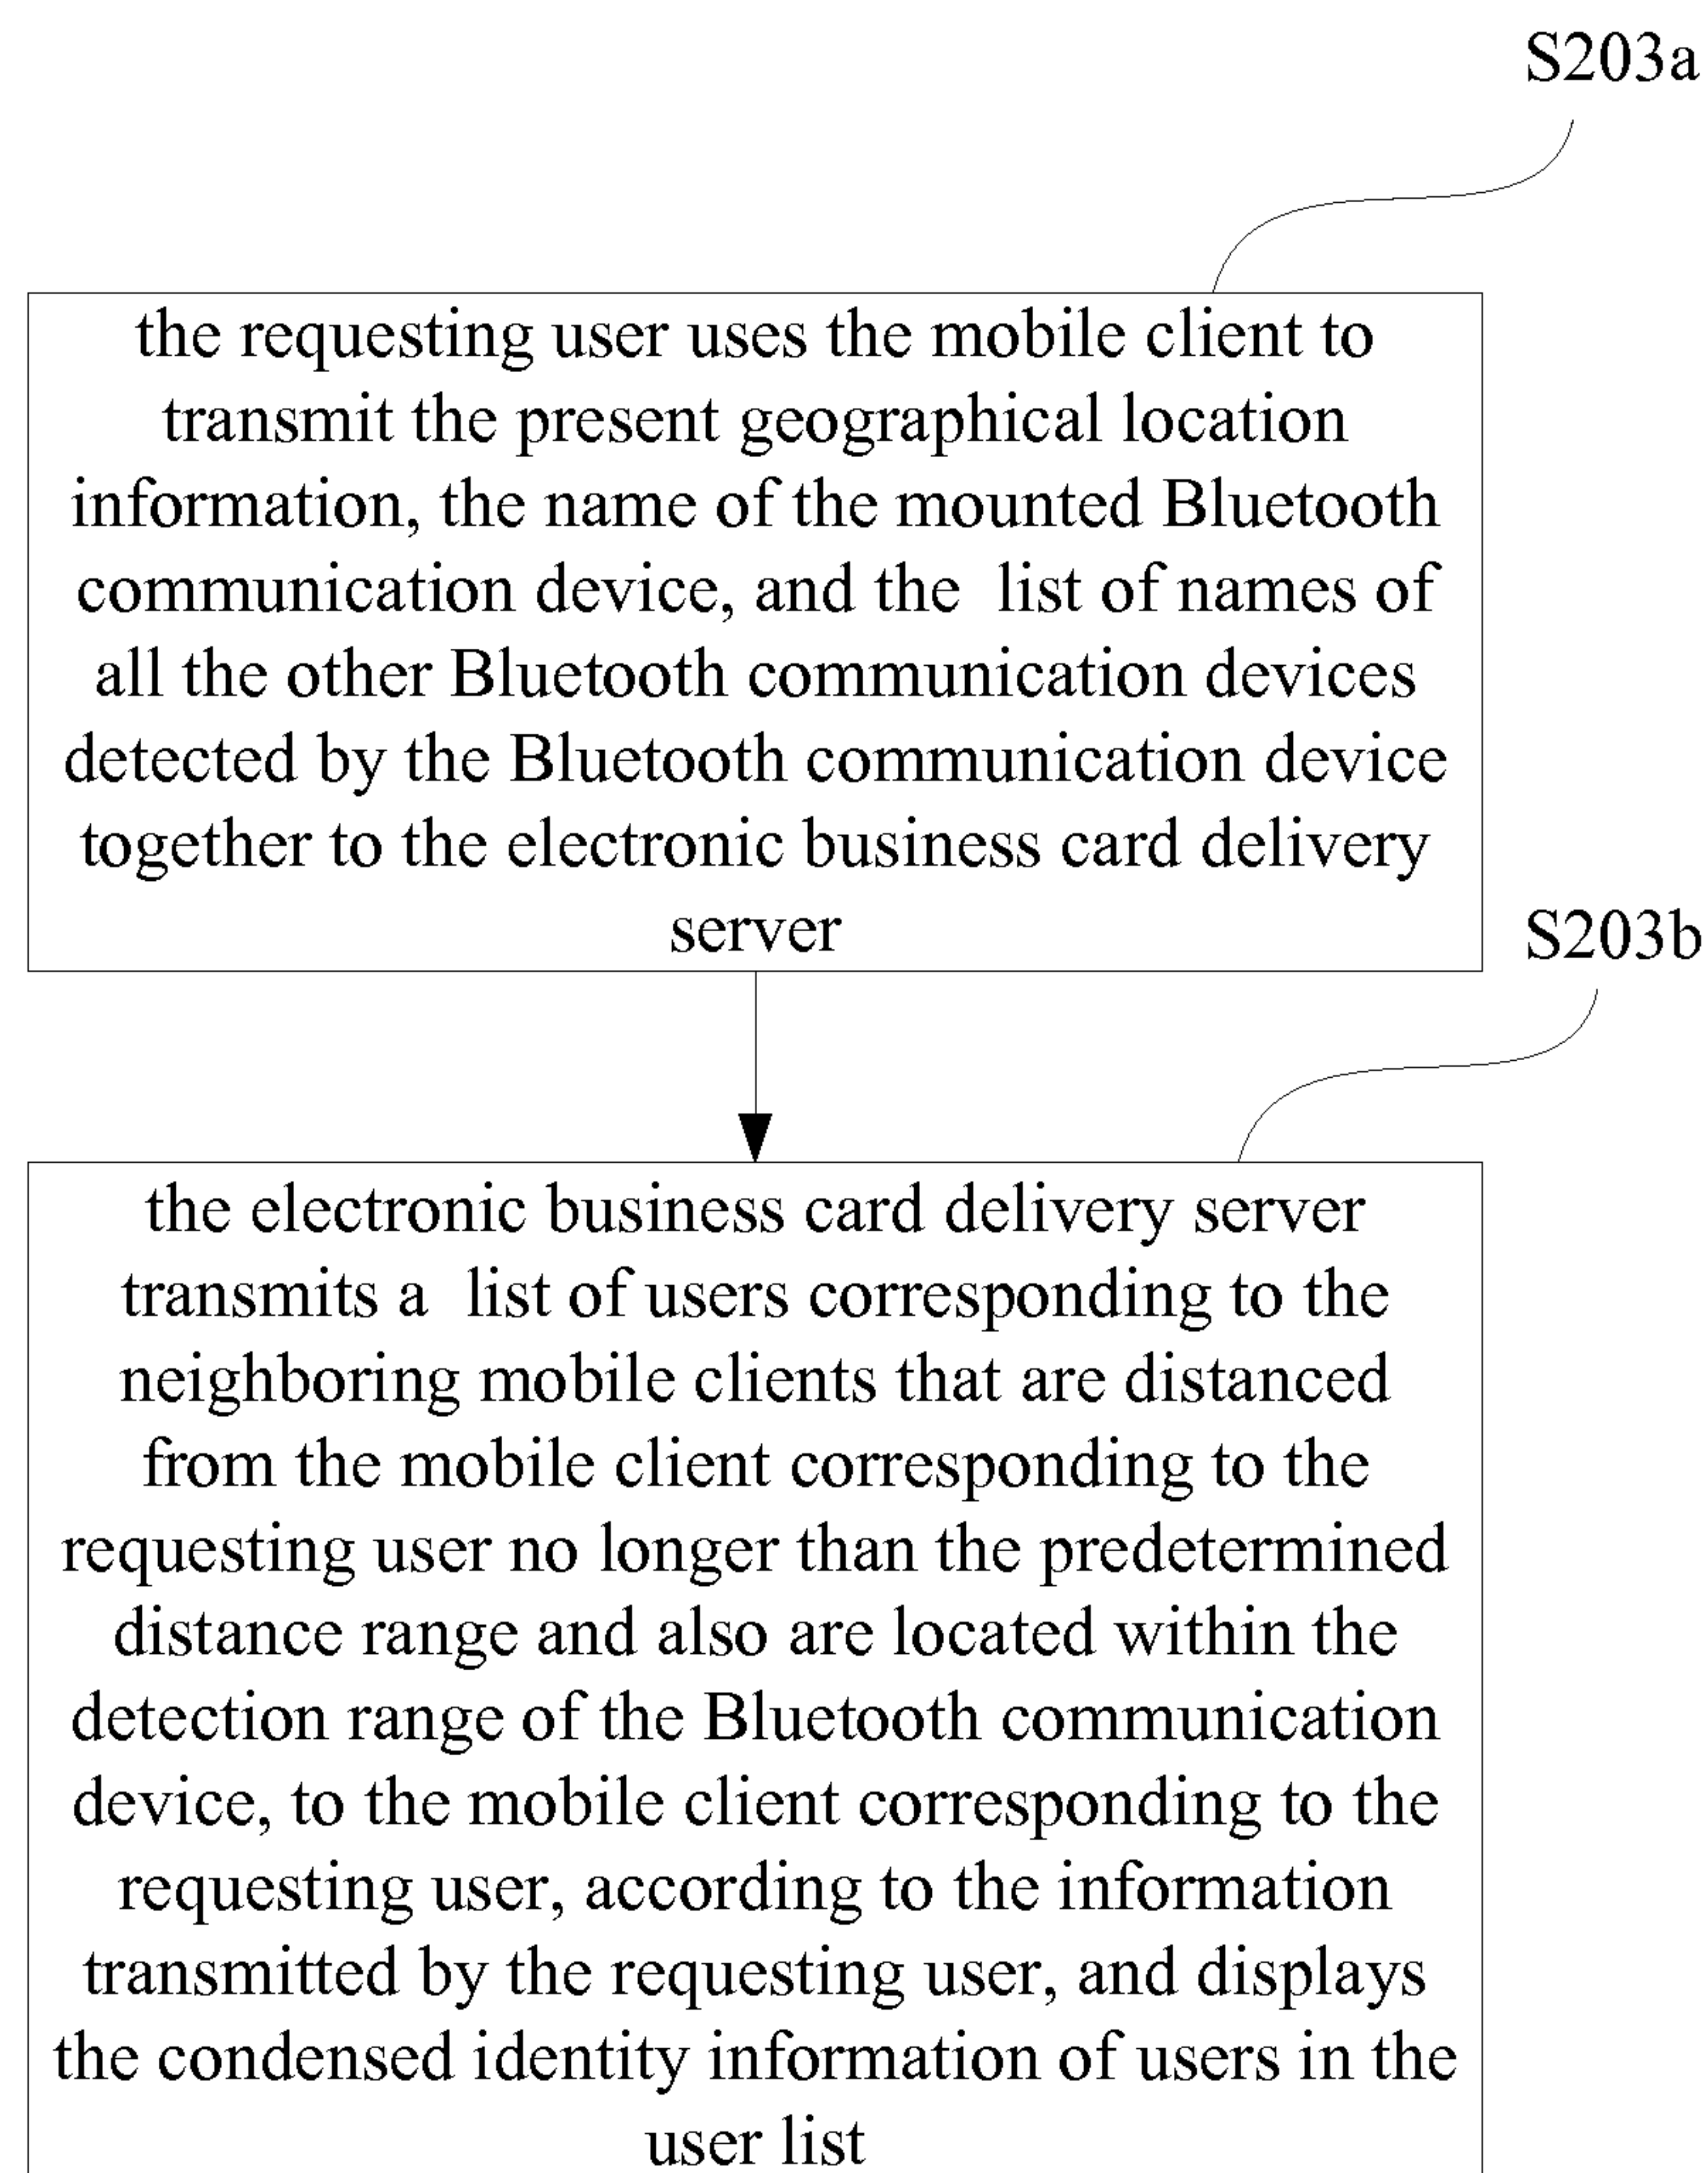 S203a
the requesting user uses the mobile client to
transmit the present geographical location
information, the name of the mounted Bluetooth
communication device, and the  list of names of
all the other Bluetooth communication devices
detected by the Bluetooth communication device
together to the electronic business card delivery
server
S203b
the electronic business card delivery server
transmits a  list of users corresponding to the
neighboring mobile clients that are distanced
from the mobile client corresponding to the
requesting user no longer than the predetermined
distance range and also are located within the
detection range of the Bluetooth communication
device, to the mobile client corresponding to the
requesting user, according to the information
transmitted by the requesting user, and displays
the condensed identity information of users in the
user list